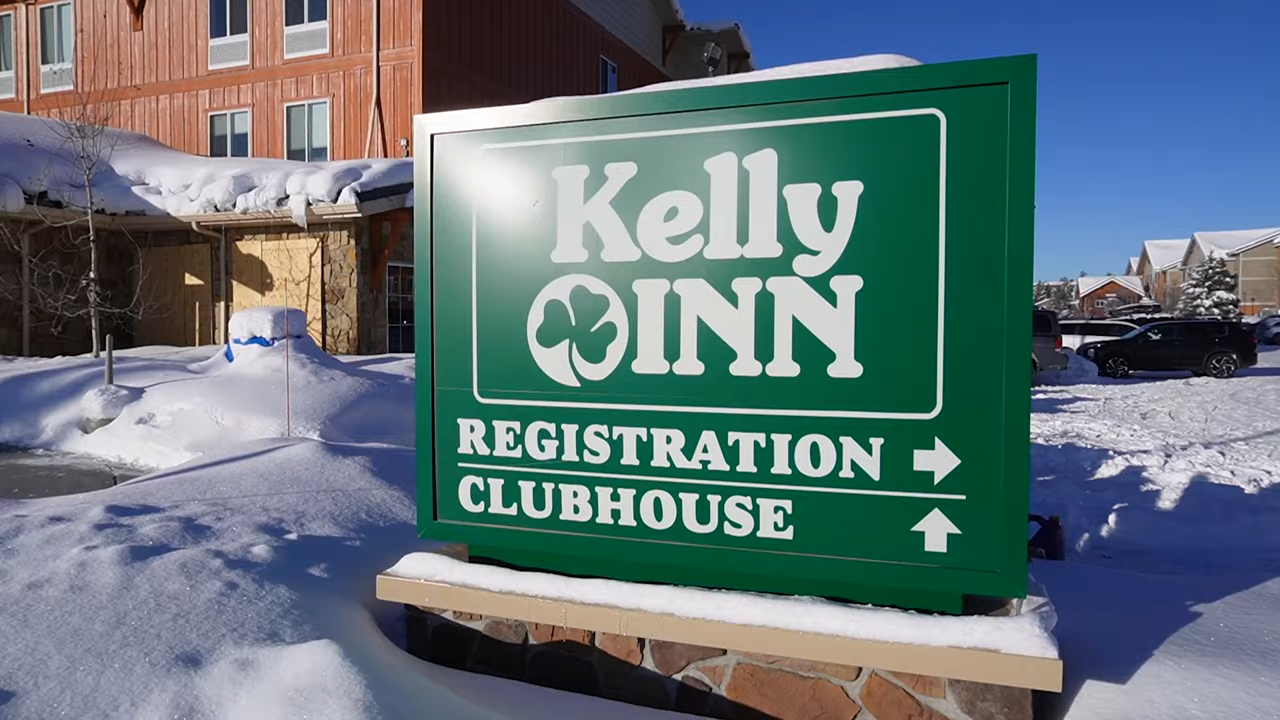 Kelly
INN
REGISTRATION →
CLUBHOUSE ↑